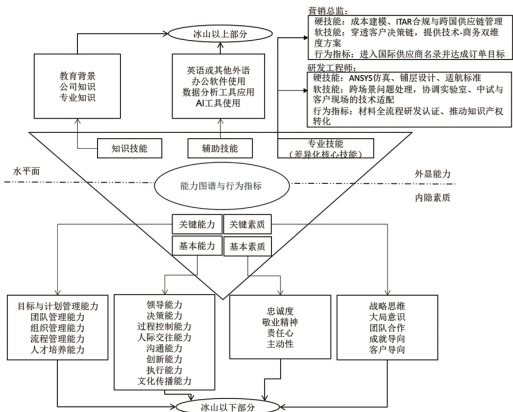 营销总监:
硬技能:成本建模、ITAR合规与跨国供应链管理
软技能:穿透客户决策链,提供技术-商务双维
度方案
行为指标:进入国际供应商名录并达成订单目标
研发工程师:
硬技能:ANSYS仿真、铺层设计、适航标准
软技能:跨场景问题处理,协调实验室、中试与
客户现场的技术适配
行为指标:材料全流程研发认证、推动知识产权
转化
冰山以上部分
教育背景
公司知识
专业知识
英语或其他外语
办公软件使用
数据分析工具应用
AI工具使用
知识技能
辅助技能
专业技能
(差异化核心技能)
水平面
外显能力
能力图谱与行为指标
内隐素质
关键能力
关键素质
基本能力
基本素质
目标与计划管理能力
团队管理能力
组织管理能力
流程管理能力
人才培养能力
领导能力
决策能力
过程控制能力
人际交往能力
沟通能力
创新能力
执行能力
文化传播能力
忠诚度
敬业精神
责任心
主动性
战略思维
大局意识
团队合作
成就导向
客户导向
冰山以下部分